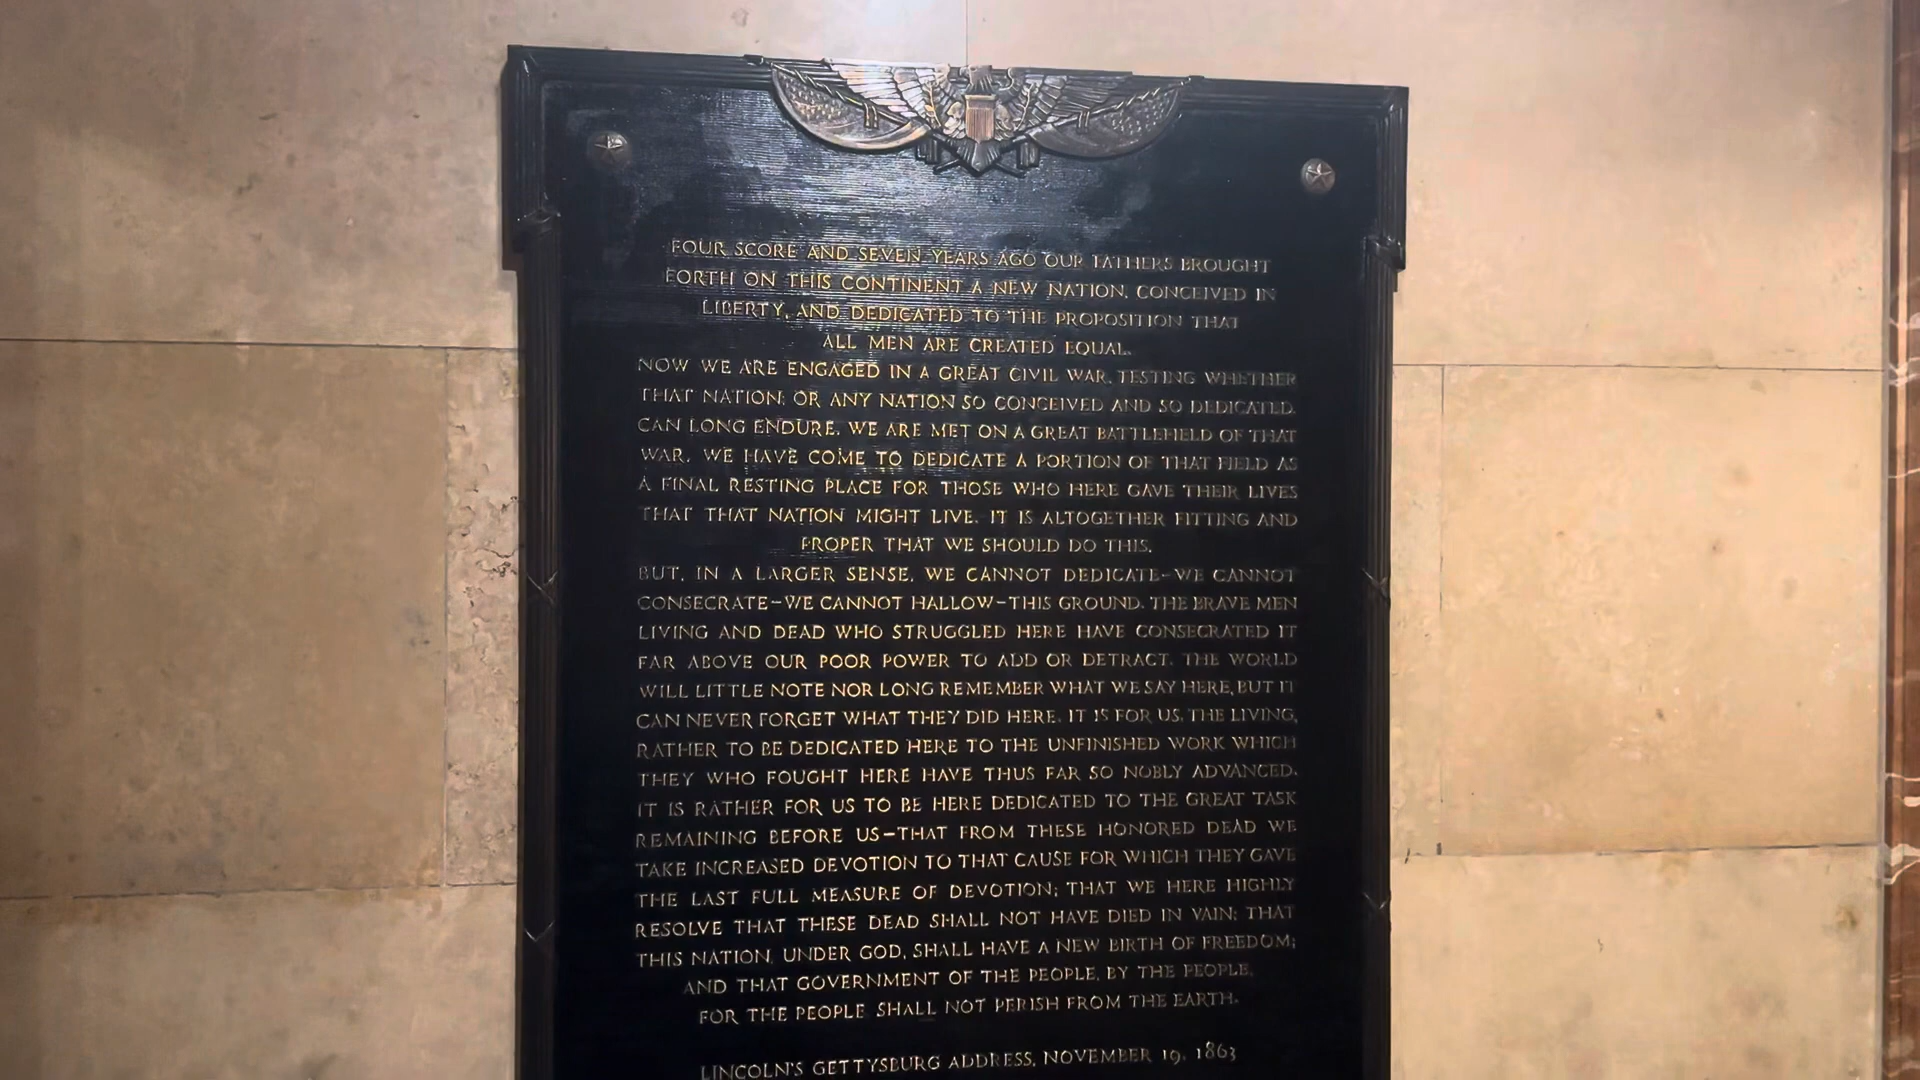 FOUR SCORE AND SEVEN YEARS AGO OUR FATHERS BROUGHT
FORTH ON THIS CONTINENT A NEW NATION, CONCEIVED IN
LIBERTY, AND DEDICATED TO THE PROPOSITION THAT
ALL MEN ARE CREATED EQUAL.
NOW WE ARE ENGAGED IN A GREAT CIVIL WAR, TESTING WHETHER
THAT NATION, OR ANY NATION SO CONCEIVED AND SO DEDICATED,
CAN LONG ENDURE. WE ARE MET ON A GREAT BATTLEFIELD OF THAT
WAR. WE HAVE COME TO DEDICATE A PORTION OF THAT FIELD AS
A FINAL RESTING PLACE FOR THOSE WHO HERE GAVE THEIR LIVES
THAT THAT NATION MIGHT LIVE. IT IS ALTOGETHER FITTING AND
PROPER THAT WE SHOULD DO THIS.
BUT, IN A LARGER SENSE, WE CANNOT DEDICATE–WE CANNOT
CONSECRATE–WE CANNOT HALLOW–THIS GROUND. THE BRAVE MEN
LIVING AND DEAD WHO STRUGGLED HERE HAVE CONSECRATED IT
FAR ABOVE OUR POOR POWER TO ADD OR DETRACT. THE WORLD
WILL LITTLE NOTE NOR LONG REMEMBER WHAT WE SAY HERE, BUT IT
CAN NEVER FORGET WHAT THEY DID HERE. IT IS FOR US, THE LIVING,
RATHER TO BE DEDICATED HERE TO THE UNFINISHED WORK WHICH
THEY WHO FOUGHT HERE HAVE THUS FAR SO NOBLY ADVANCED.
IT IS RATHER FOR US TO BE HERE DEDICATED TO THE GREAT TASK
REMAINING BEFORE US–THAT FROM THESE HONORED DEAD WE
TAKE INCREASED DEVOTION TO THAT CAUSE FOR WHICH THEY GAVE
THE LAST FULL MEASURE OF DEVOTION; THAT WE HERE HIGHLY
RESOLVE THAT THESE DEAD SHALL NOT HAVE DIED IN VAIN; THAT
THIS NATION, UNDER GOD, SHALL HAVE A NEW BIRTH OF FREEDOM;
AND THAT GOVERNMENT OF THE PEOPLE, BY THE PEOPLE,
FOR THE PEOPLE SHALL NOT PERISH FROM THE EARTH.
LINCOLN'S GETTYSBURG ADDRESS, NOVEMBER 19, 1863